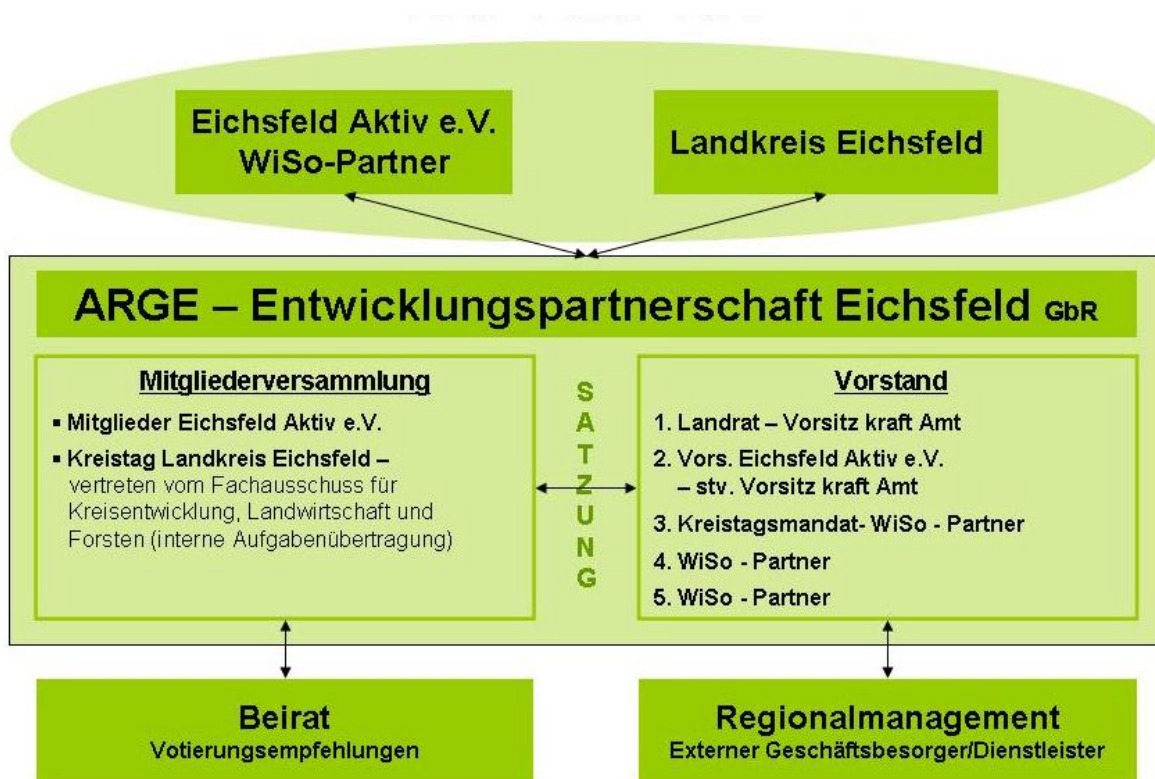 Eichsfeld Aktiv e.V.
WiSo-Partner
Landkreis Eichsfeld
ARGE – Entwicklungspartnerschaft Eichsfeld GbR
Mitgliederversammlung
▪ Mitglieder Eichsfeld Aktiv e.V.
▪ Kreistag Landkreis Eichsfeld –
vertreten vom Fachausschuss für
Kreisentwicklung, Landwirtschaft und
Forsten (interne Aufgabenübertragung)
SATZUNG
Vorstand
1. Landrat – Vorsitz kraft Amt
2. Vors. Eichsfeld Aktiv e.V.
– stv. Vorsitz kraft Amt
3. Kreistagsmandat- WiSo - Partner
4. WiSo - Partner
5. WiSo - Partner
Beirat
Votierungsempfehlungen
Regionalmanagement
Externer Geschäftsbesorger/Dienstleister